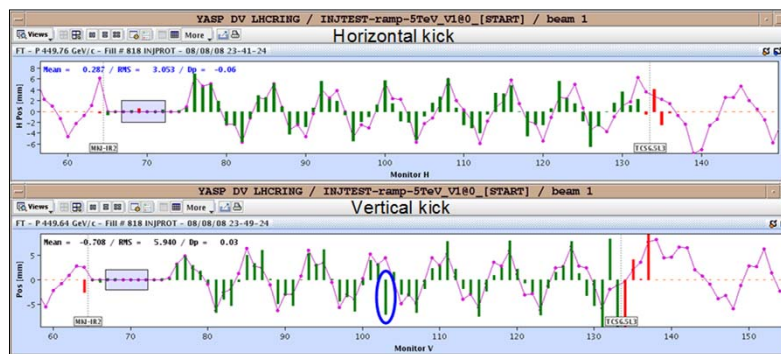 YASP DV LHCRING / INJTEST-ramp-5TeV_V1@0_[START] / beam 1
Views More Horizontal kick
FT - P 449.76 GeV/c - Fill # 818 INJPROT - 08/08/08 23-41-24
Mean = 0.287 / RMS = 3.053 / Dp = -0.06
H Pos [mm]
8
6
4
2
0
-2
-4
-6
MKI-IR2
TCSG.5L3
60 70 80 90 100 110 120 130 140
Monitor H
YASP DV LHCRING / INJTEST-ramp-5TeV_V1@0_[START] / beam 1
Views More Vertical kick
FT - P 449.64 GeV/c - Fill # 818 INJPROT - 08/08/08 23-49-24
Mean = -0.708 / RMS = 5.940 / Dp = 0.03
Pos [mm]
5
0
-5
MKI-IR2
TCSG.5L3
60 70 80 90 100 110 120 130 140 150
Monitor V